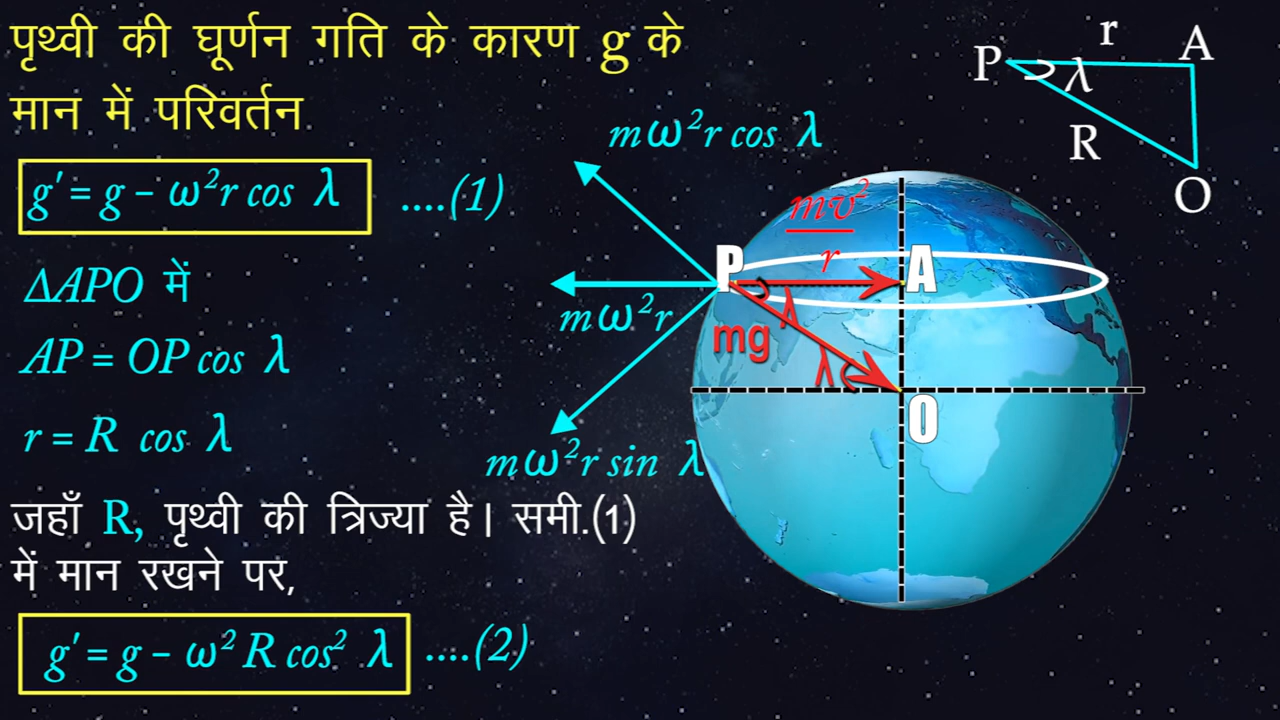 पृथ्वी की घूर्णन गति के कारण g के
मान में परिवर्तन
g' = g − ω²r cos λ ....(1)
ΔAPO में
AP = OP cos λ
r = R cos λ
जहाँ R, पृथ्वी की त्रिज्या है। समी.(1)
में मान रखने पर,
g' = g − ω² R cos² λ ....(2)
mω²r cos λ
mω²r
mω²r sin λ
mv²
r
P
A
λ
mg
λ
O
r
P
A
λ
R
O